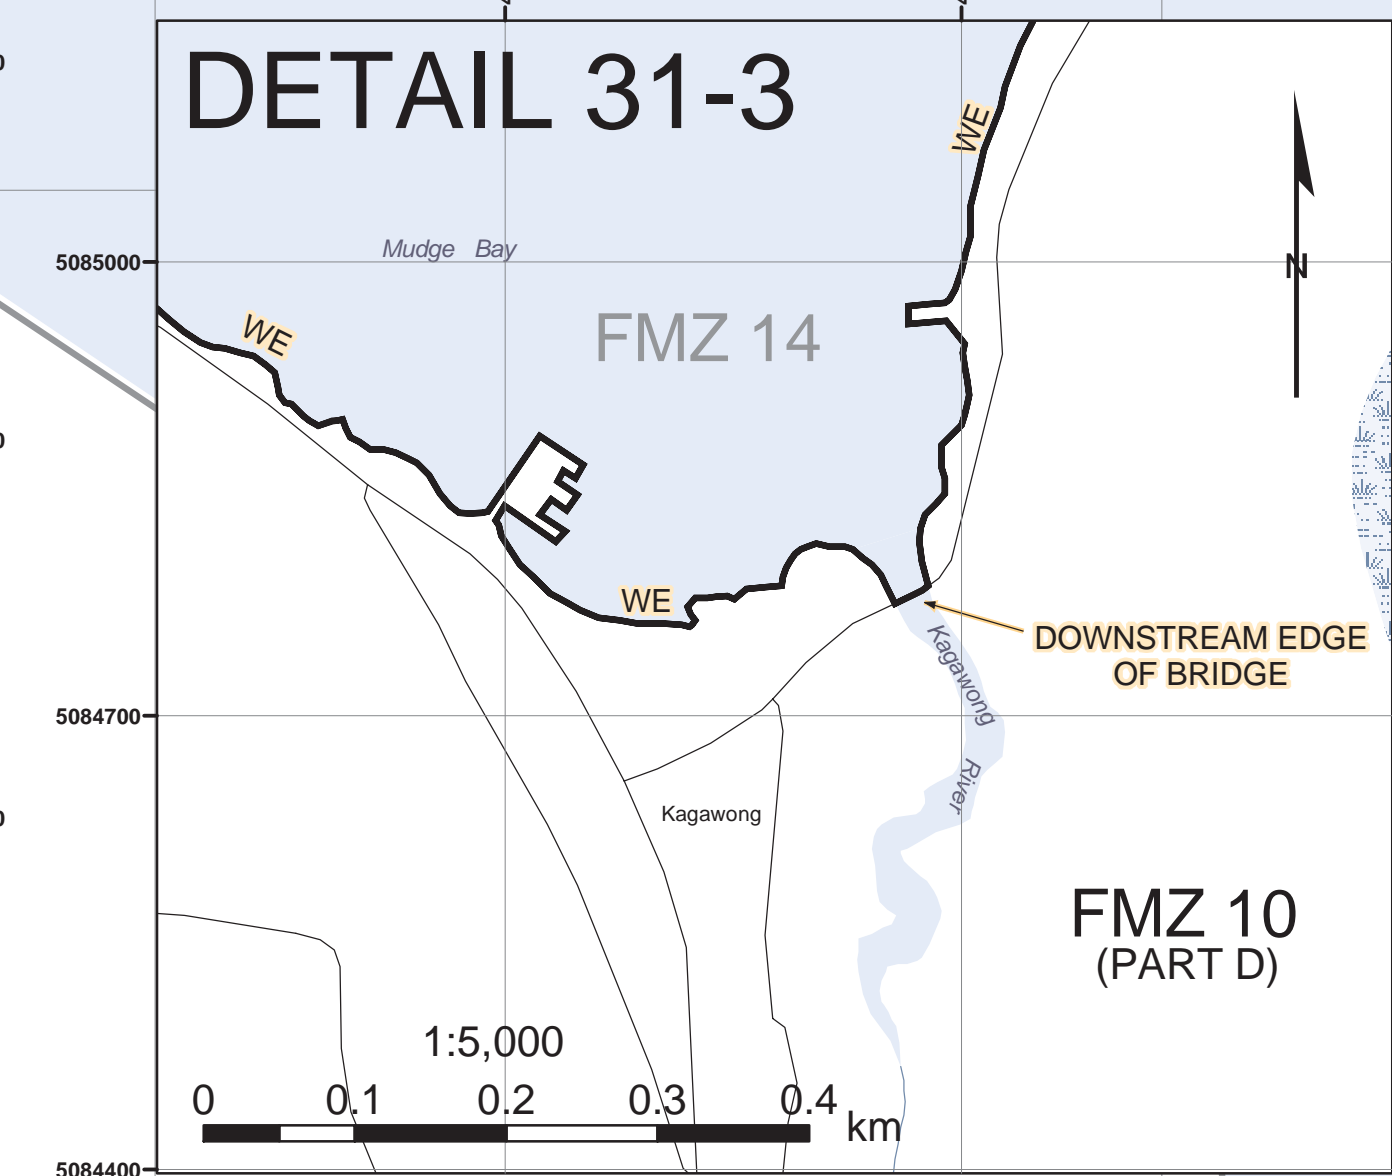 DETAIL 31-3
WE
Mudge Bay
5085000
N
WE
FMZ 14
WE
DOWNSTREAM EDGE
OF BRIDGE
Kagawong
River
5084700
Kagawong
FMZ 10
(PART D)
1:5,000
0 0.1 0.2 0.3 0.4 km
5084400